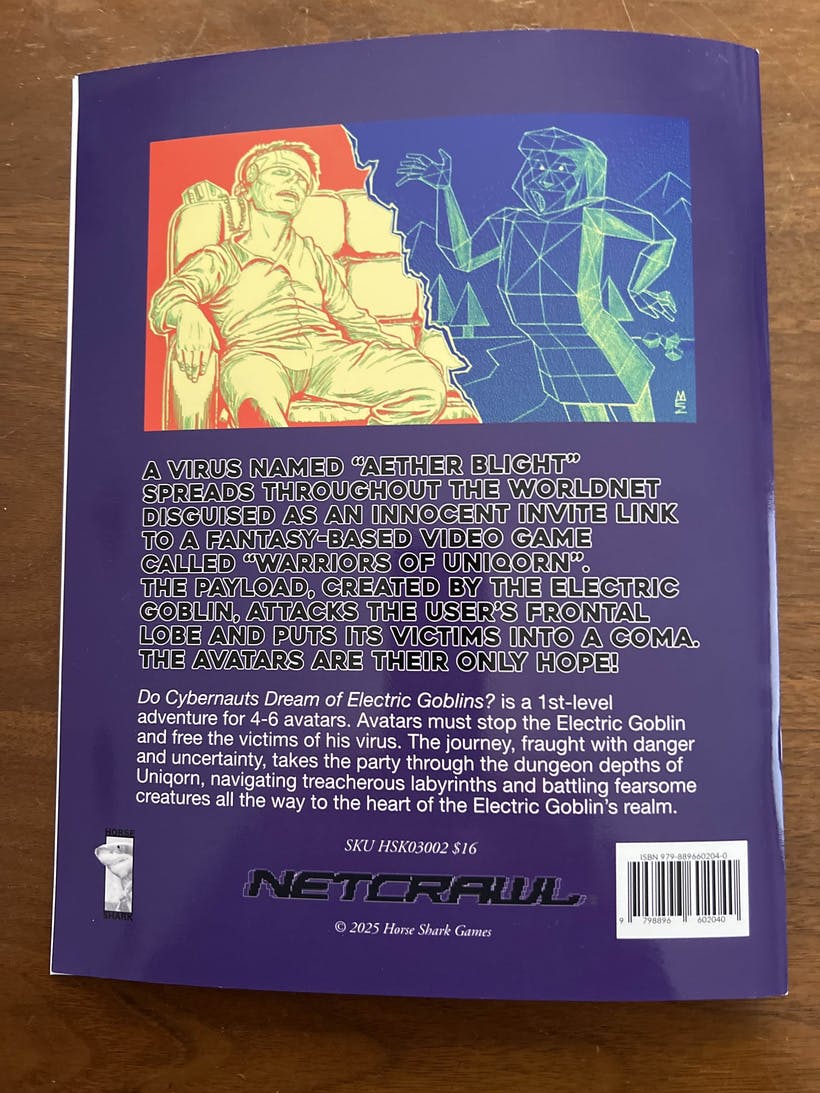 A VIRUS NAMED “AETHER BLIGHT”
SPREADS THROUGHOUT THE WORLDNET
DISGUISED AS AN INNOCENT INVITE LINK
TO A FANTASY-BASED VIDEO GAME
CALLED “WARRIORS OF UNIQORN”.
THE PAYLOAD, CREATED BY THE ELECTRIC
GOBLIN, ATTACKS THE USER’S FRONTAL
LOBE AND PUTS ITS VICTIMS INTO A COMA.
THE AVATARS ARE THEIR ONLY HOPE!
Do Cybernauts Dream of Electric Goblins? is a 1st-level
adventure for 4-6 avatars. Avatars must stop the Electric Goblin
and free the victims of his virus. The journey, fraught with danger
and uncertainty, takes the party through the dungeon depths of
Uniqorn, navigating treacherous labyrinths and battling fearsome
creatures all the way to the heart of the Electric Goblin’s realm.
HORSE
SHARK
SKU HSK03002 $16
NETCRAWL
© 2025 Horse Shark Games
ISBN 979-889660204-0
9 798896 602040